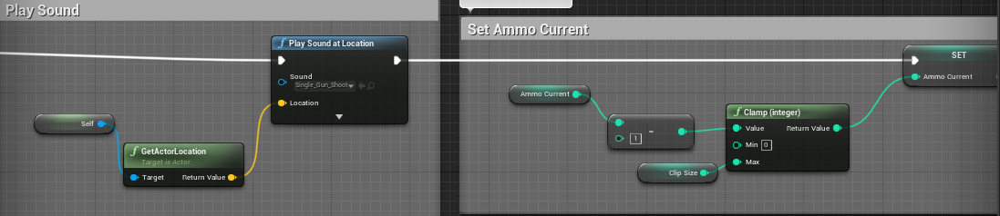 Play Sound
Play Sound at Location
Sound
Single_Gun_Shoot
Location
Self
GetActorLocation
Target is Actor
Target
Return Value
Set Ammo Current
SET
Ammo Current
Ammo Current
1
-
Clamp (integer)
Value
Return Value
Min 0
Max
Clip Size